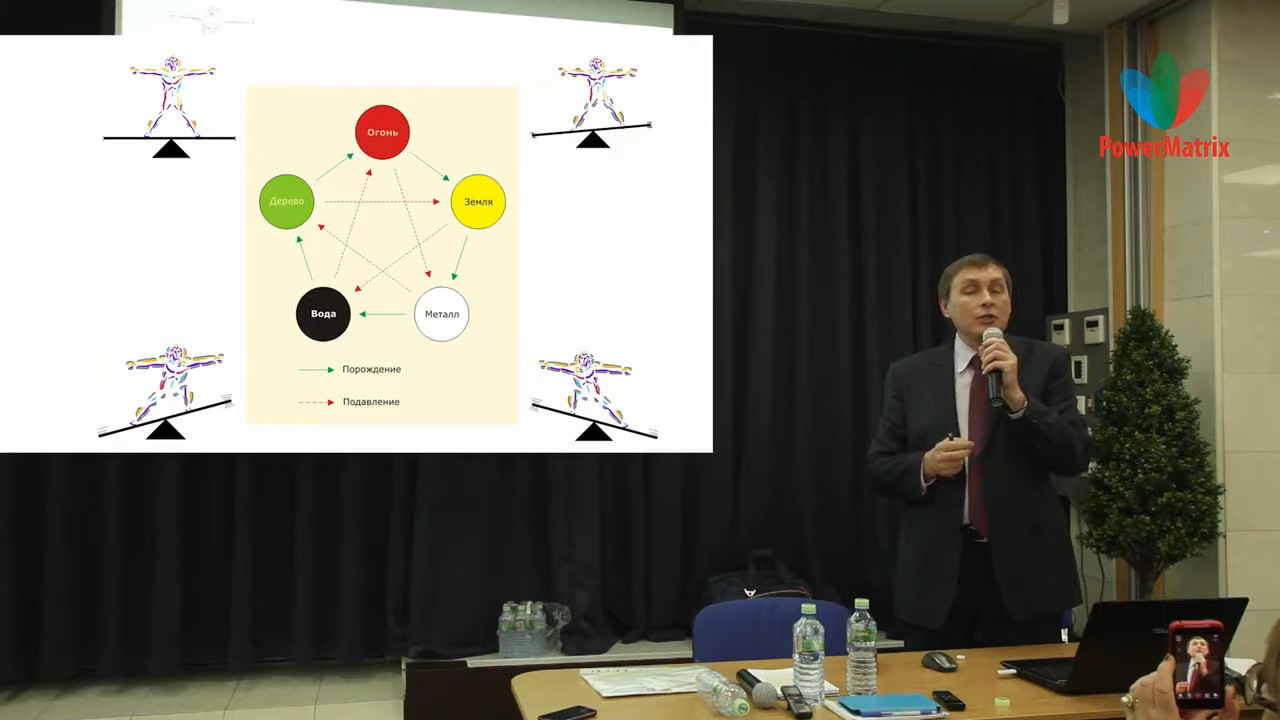 Огонь
Дерево
Земля
Вода
Металл
Порождение
Подавление
PowerMatrix